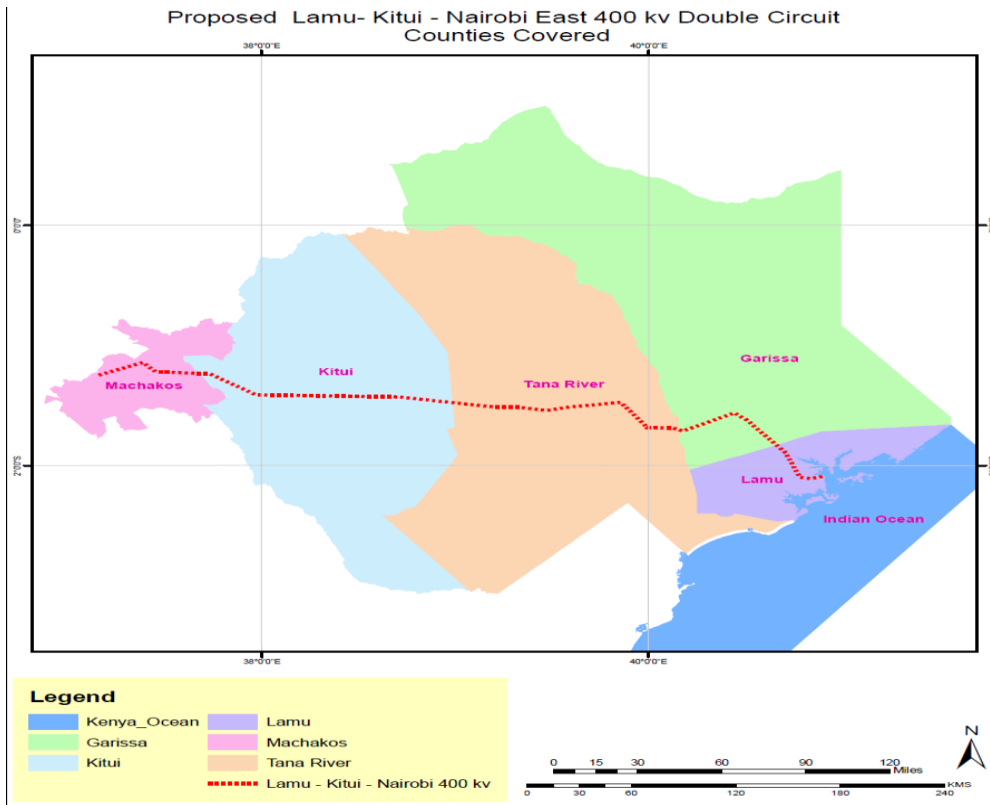 Proposed Lamu- Kitui - Nairobi East 400 kv Double Circuit
Counties Covered
38°0'0"E 40°0'0"E
0°0'0"
Garissa
Kitui
Tana River
Machakos
2°0'0"S
Lamu
Indian Ocean
38°0'0"E 40°0'0"E
Legend
Kenya_Ocean Lamu
Garissa Machakos
Kitui Tana River
Lamu - Kitui - Nairobi 400 kv
N
0 15 30 60 90 120
Miles
KMS
0 30 60 120 180 240